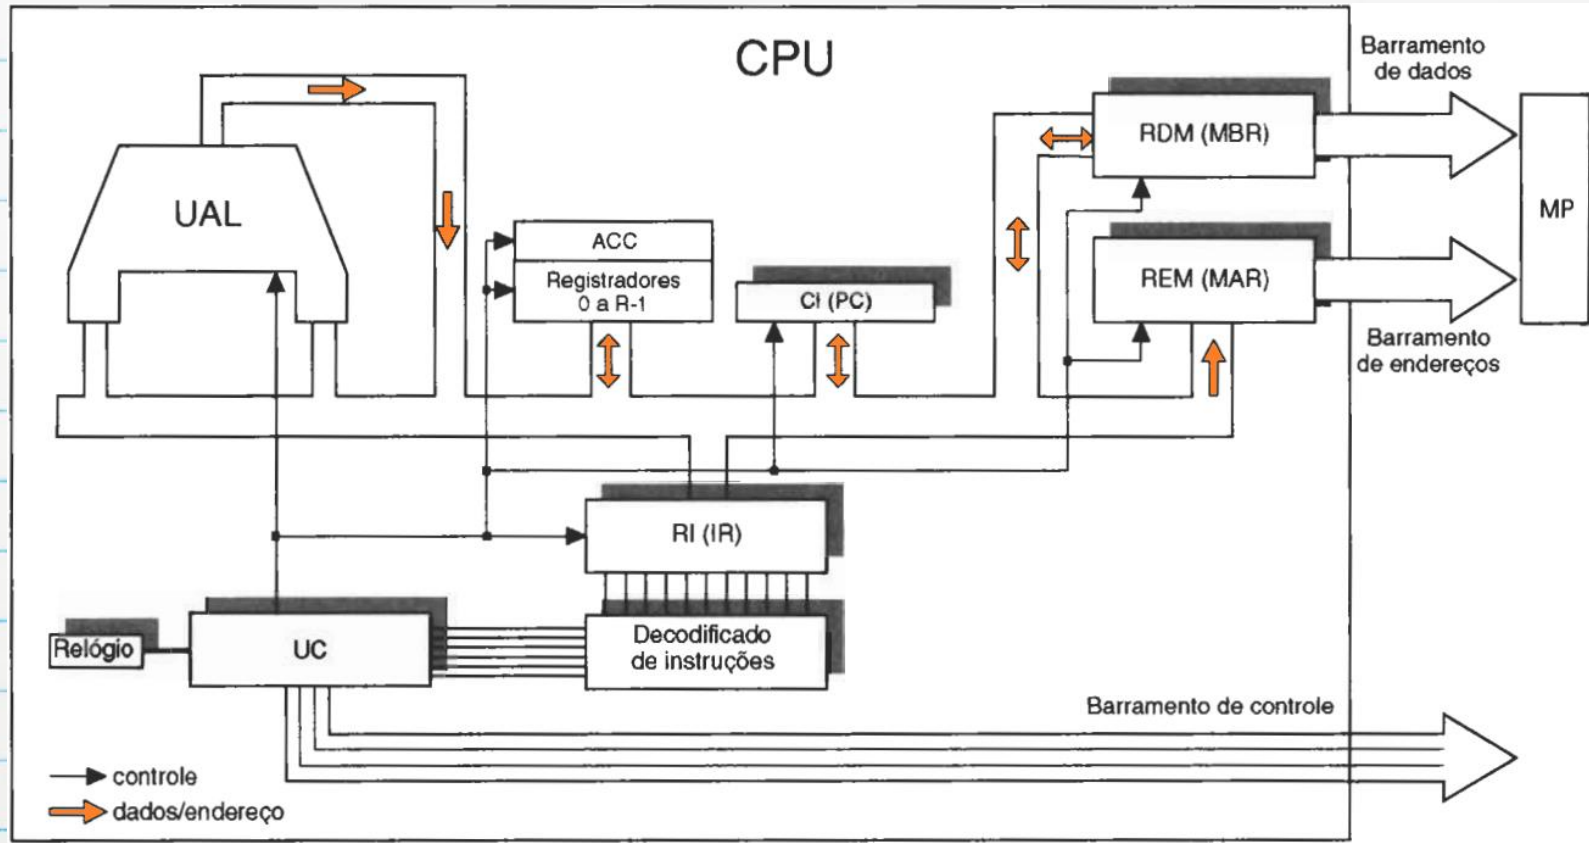 CPU
Barramento
de dados
RDM (MBR)
MP
UAL
ACC
Registradores
0 a R-1
CI (PC)
REM (MAR)
Barramento
de endereços
RI (IR)
Relógio
UC
Decodificado
de instruções
Barramento de controle
controle
dados/endereço